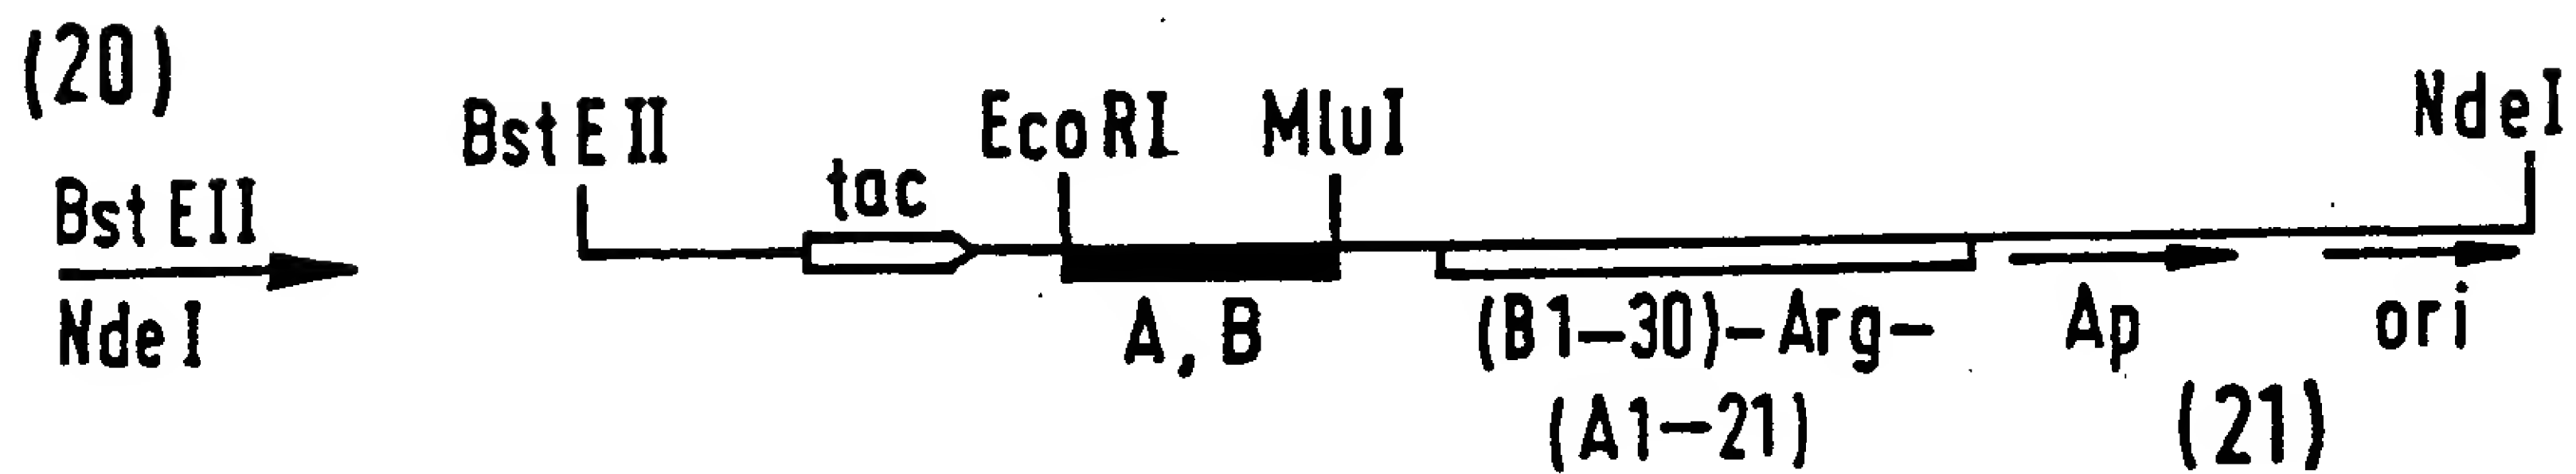 (20)
BstEII
NdeI
BstEII
tac
EcoRI
MluI
NdeI
A, B
(B1–30)–Arg–
(A1–21)
Ap
ori
(21)